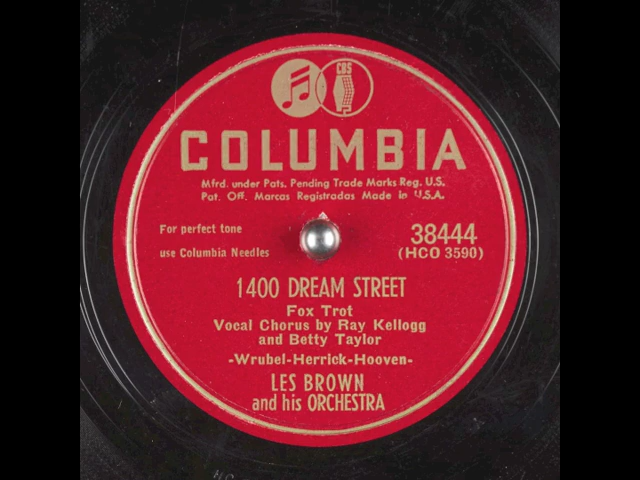 CBS
COLUMBIA
Mfrd. under Pats. Pending Trade Marks Reg. U.S.
Pat. Off. Marcas Registradas Made in U.S.A.
For perfect tone
use Columbia Needles
38444
(HCO 3590)
1400 DREAM STREET
Fox Trot
Vocal Chorus by Ray Kellogg
and Betty Taylor
-Wrubel-Herrick-Hooven-
LES BROWN
and his ORCHESTRA